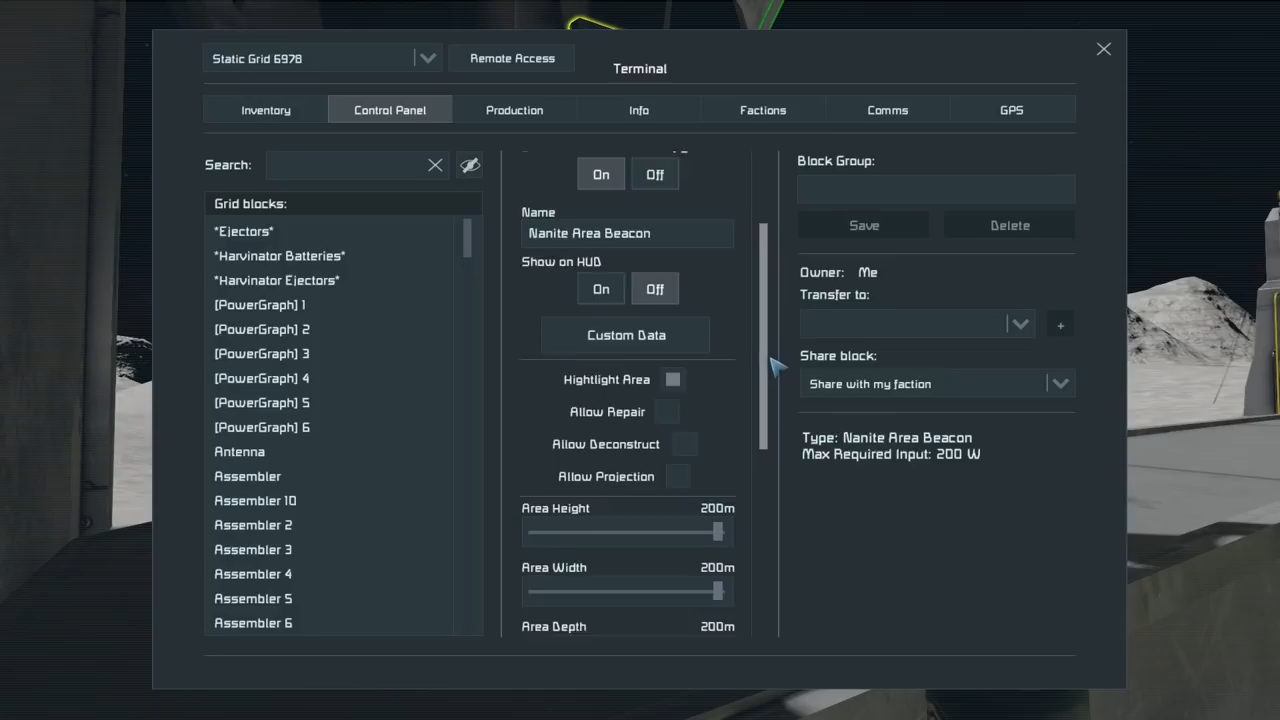 Static Grid 6978
Remote Access
Terminal
Inventory
Control Panel
Production
Info
Factions
Comms
GPS
Search:
Grid blocks:
*Ejectors*
*Harvinator Batteries*
*Harvinator Ejectors*
[PowerGraph] 1
[PowerGraph] 2
[PowerGraph] 3
[PowerGraph] 4
[PowerGraph] 5
[PowerGraph] 6
Antenna
Assembler
Assembler 10
Assembler 2
Assembler 3
Assembler 4
Assembler 5
Assembler 6
On
Off
Name
Nanite Area Beacon
Show on HUD
On
Off
Custom Data
Hightlight Area
Allow Repair
Allow Deconstruct
Allow Projection
Area Height 200m
Area Width 200m
Area Depth 200m
Block Group:
Save
Delete
Owner: Me
Transfer to:
+
Share block:
Share with my faction
Type: Nanite Area Beacon
Max Required Input: 200 W